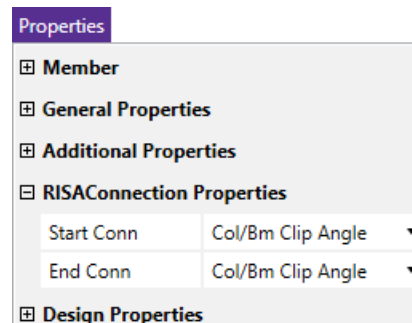 Properties
Member
General Properties
Additional Properties
RISAConnection Properties
Start Conn Col/Bm Clip Angle
End Conn Col/Bm Clip Angle
Design Properties